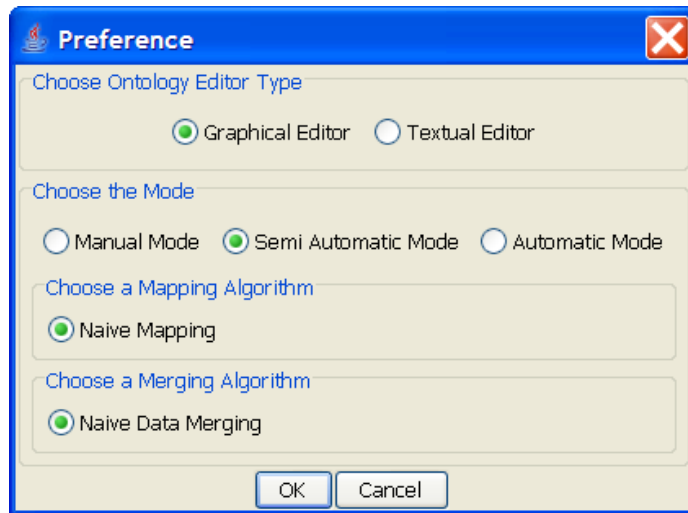 Preference
Choose Ontology Editor Type
Graphical Editor Textual Editor
Choose the Mode
Manual Mode Semi Automatic Mode Automatic Mode
Choose a Mapping Algorithm
Naive Mapping
Choose a Merging Algorithm
Naive Data Merging
OK Cancel